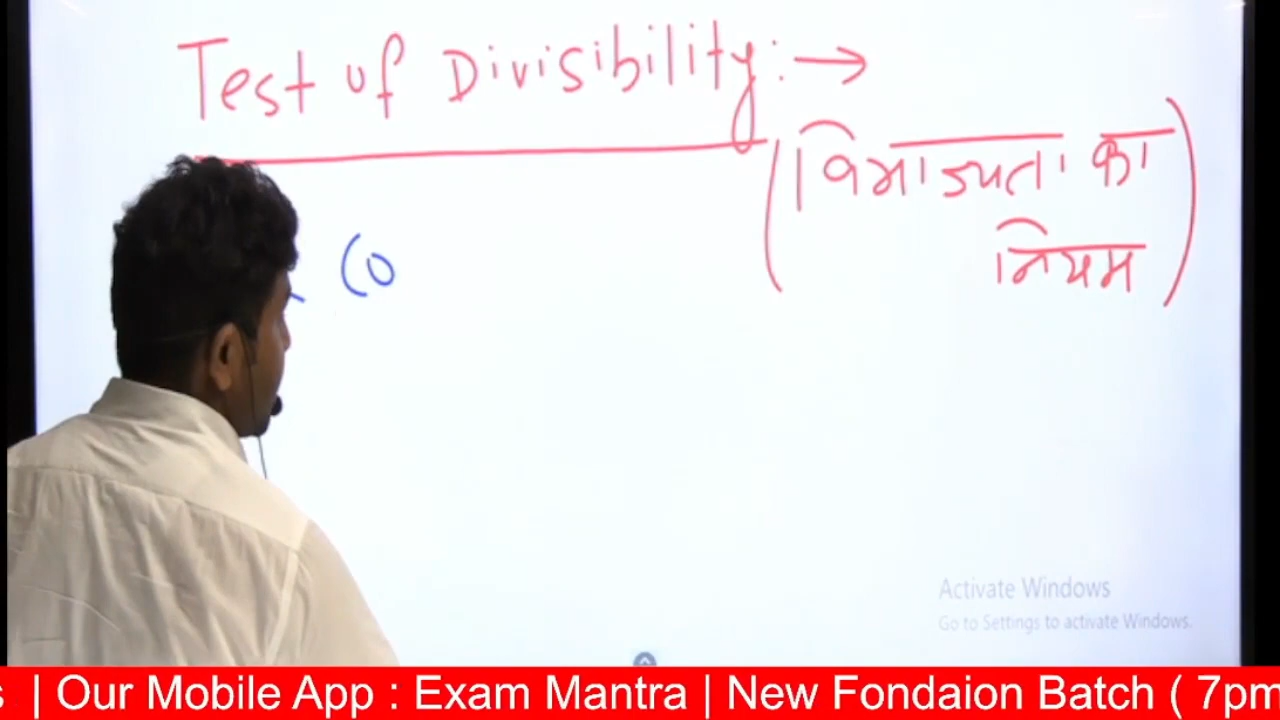 Test of Divisibility :→
(विभाज्यता का
नियम)
Co
Activate Windows
Go to Settings to activate Windows.
| Our Mobile App : Exam Mantra | New Fondaion Batch ( 7pm